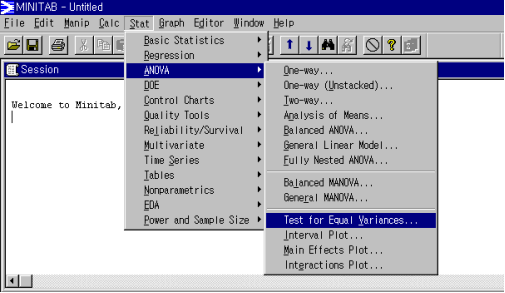 MINITAB - Untitled
File Edit Manip Calc Stat Graph Editor Window Help
Session
Welcome to Minitab,
Basic Statistics
Regression
ANOVA
DOE
Control Charts
Quality Tools
Reliability/Survival
Multivariate
Time Series
Tables
Nonparametrics
EDA
Power and Sample Size
One-way...
One-way (Unstacked)...
Two-way...
Analysis of Means...
Balanced ANOVA...
General Linear Model...
Fully Nested ANOVA...
Balanced MANOVA...
General MANOVA...
Test for Equal Variances...
Interval Plot...
Main Effects Plot...
Interactions Plot...